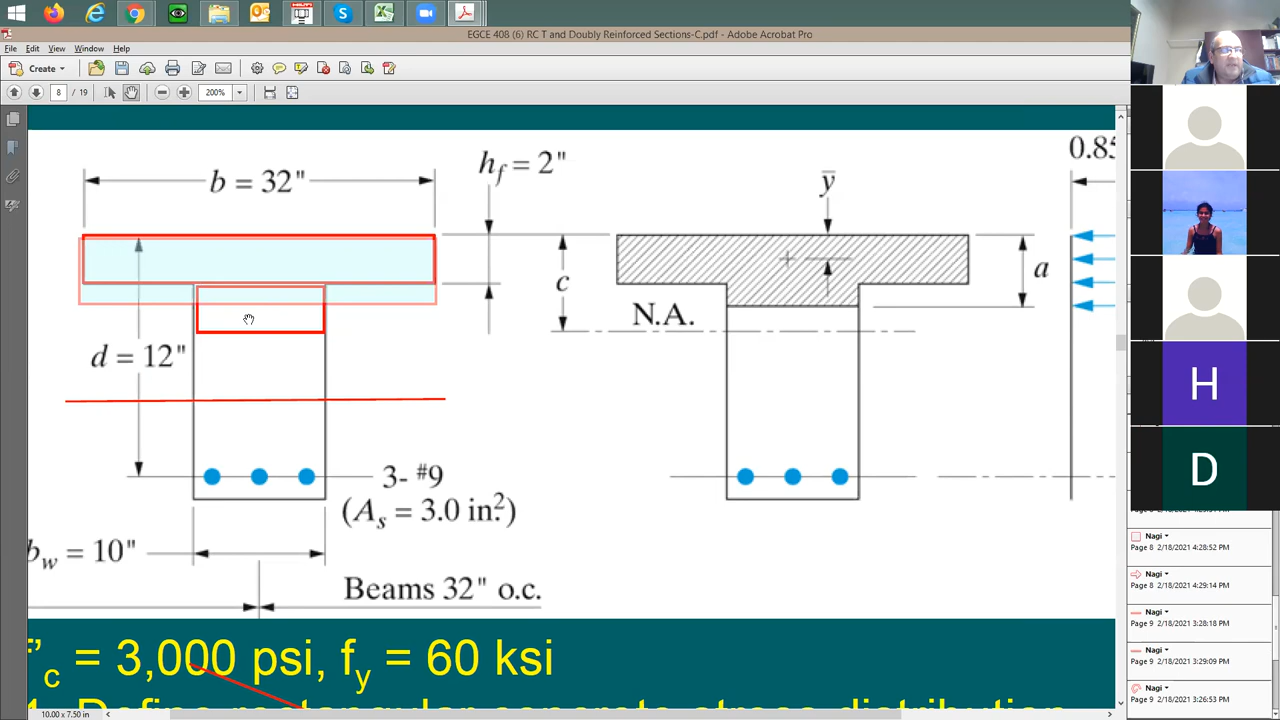 EGCE 408 (6) RC T and Doubly Reinforced Sections-C.pdf - Adobe Acrobat Pro
File Edit View Window Help
Create
8 / 19 200%
b = 32"
h_f = 2"
ȳ
0.85
c
a
N.A.
d = 12"
3- #9
(A_s = 3.0 in.²)
b_w = 10"
Beams 32" o.c.
f'c = 3,000 psi, fy = 60 ksi
H
D
Nagi
Page 8 2/18/2021 4:28:52 PM
Nagi
Page 8 2/18/2021 4:29:14 PM
Nagi
Page 9 2/18/2021 3:28:18 PM
Nagi
Page 9 2/18/2021 3:29:09 PM
Nagi
Page 9 2/18/2021 3:26:53 PM
10.00 x 7.50 in